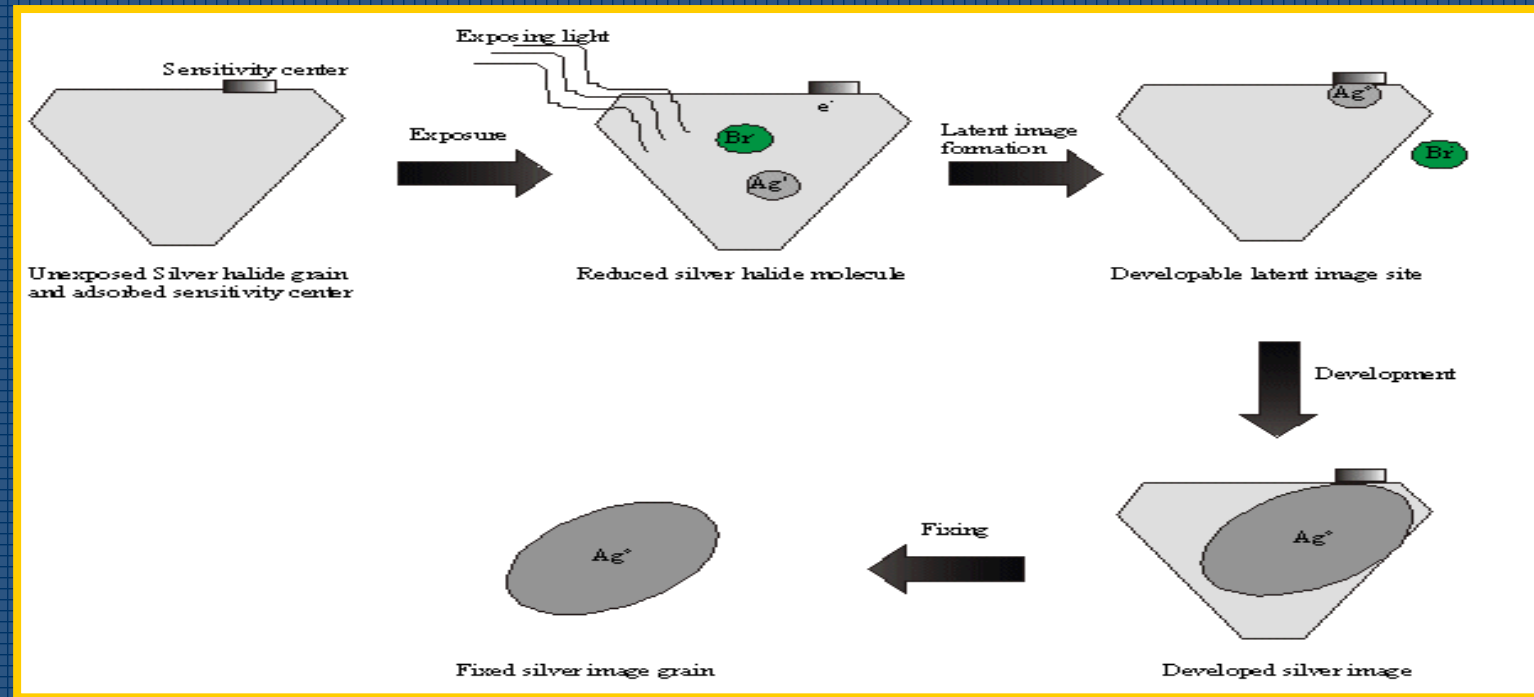 Exposing light
Sensitivity center
e-
Br
Ag+
Exposure
Latent image
formation
Ag°
Br
Unexposed Silver halide grain
and adsorbed sensitivity center
Reduced silver halide molecule
Developable latent image site
Development
Ag°
Fixing
Ag°
Fixed silver image grain
Developed silver image